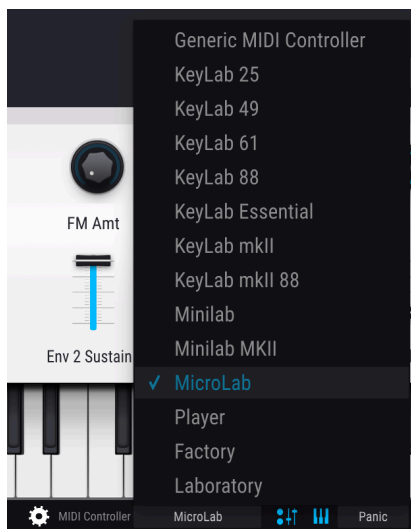 Generic MIDI Controller
KeyLab 25
KeyLab 49
KeyLab 61
KeyLab 88
KeyLab Essential
KeyLab mkII
KeyLab mkII 88
Minilab
Minilab MKII
✓ MicroLab
Player
Factory
Laboratory
FM Amt
Env 2 Sustain
MIDI Controller MicroLab Panic